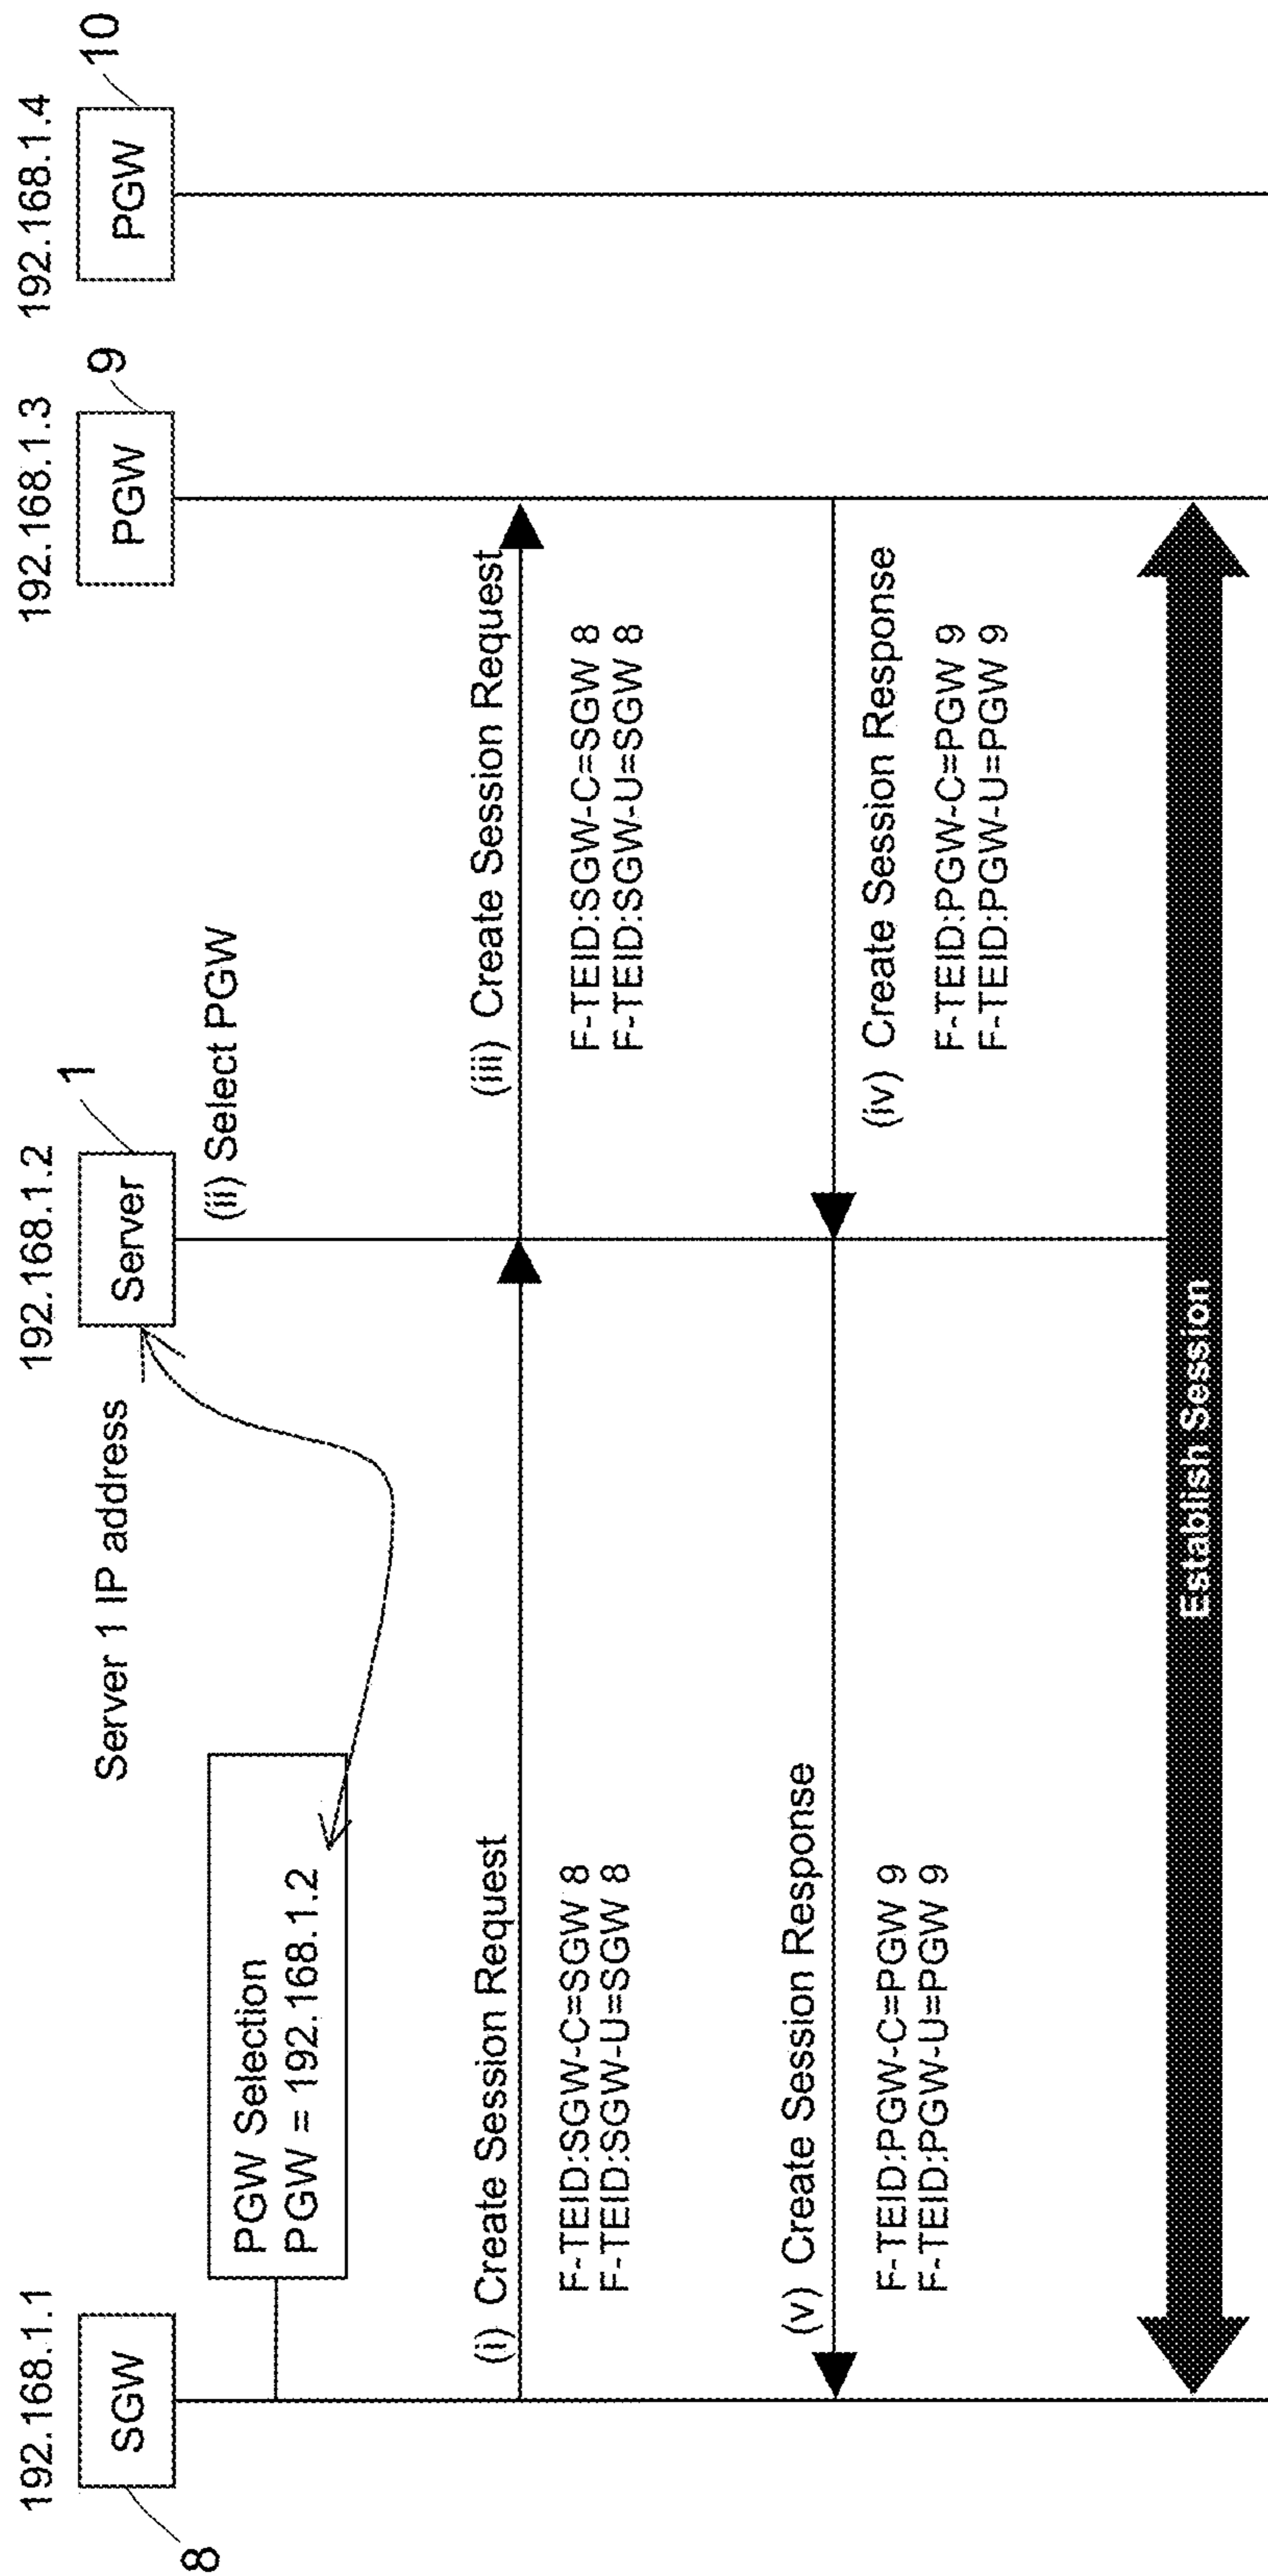 192.168.1.1
SGW
8
192.168.1.2
Server
1
192.168.1.3
PGW
9
192.168.1.4
PGW
10
Server 1 IP address
PGW Selection
PGW = 192.168.1.2
(ii) Select PGW
(i) Create Session Request
F-TEID:SGW-C=SGW 8
F-TEID:SGW-U=SGW 8
(iii) Create Session Request
F-TEID:SGW-C=SGW 8
F-TEID:SGW-U=SGW 8
(iv) Create Session Response
F-TEID:PGW-C=PGW 9
F-TEID:PGW-U=PGW 9
(v) Create Session Response
F-TEID:PGW-C=PGW 9
F-TEID:PGW-U=PGW 9
Establish Session